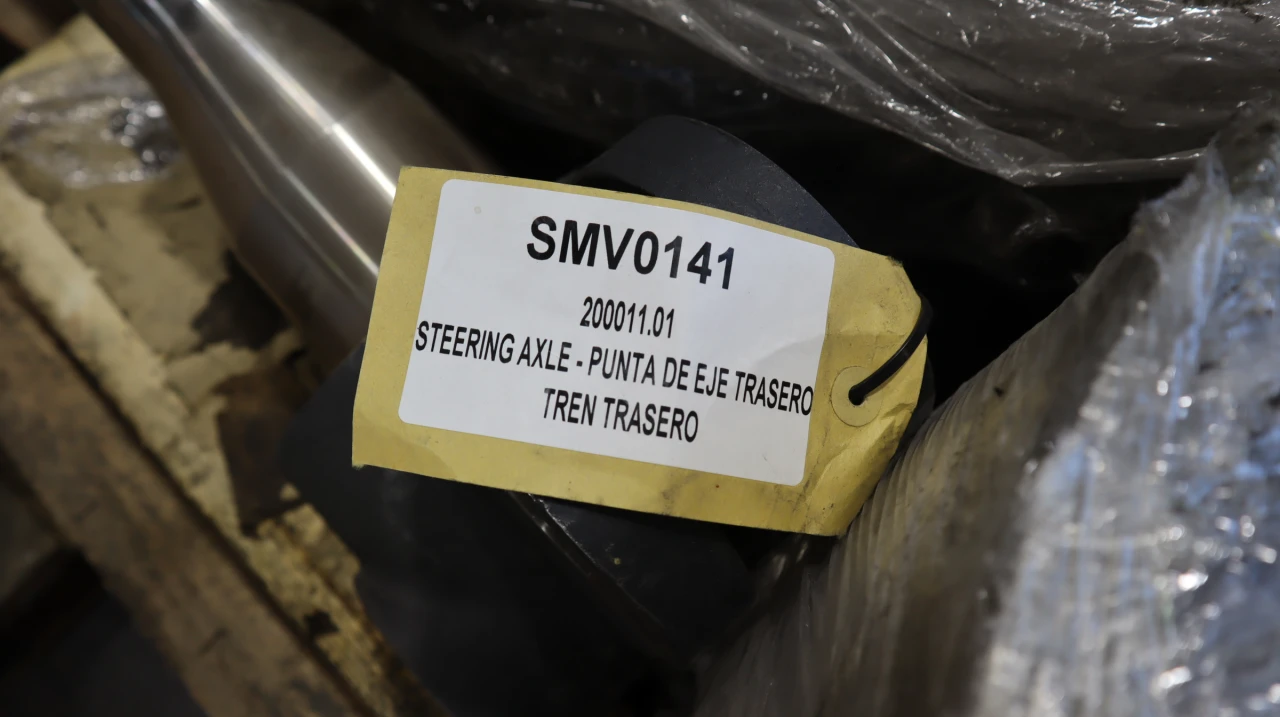 SMV0141
200011.01
STEERING AXLE - PUNTA DE EJE TRASERO
TREN TRASERO